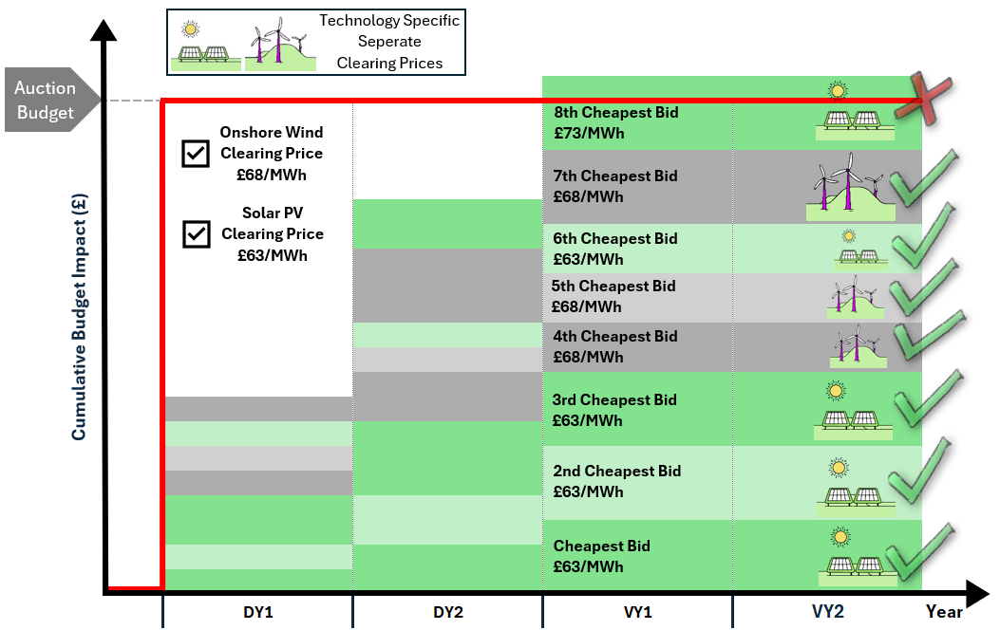 Technology Specific
Seperate
Clearing Prices
Auction
Budget
Onshore Wind
Clearing Price
£68/MWh
Solar PV
Clearing Price
£63/MWh
8th Cheapest Bid
£73/MWh
7th Cheapest Bid
£68/MWh
6th Cheapest Bid
£63/MWh
5th Cheapest Bid
£68/MWh
4th Cheapest Bid
£68/MWh
3rd Cheapest Bid
£63/MWh
2nd Cheapest Bid
£63/MWh
Cheapest Bid
£63/MWh
Cumulative Budget Impact (£)
DY1
DY2
VY1
VY2
Year